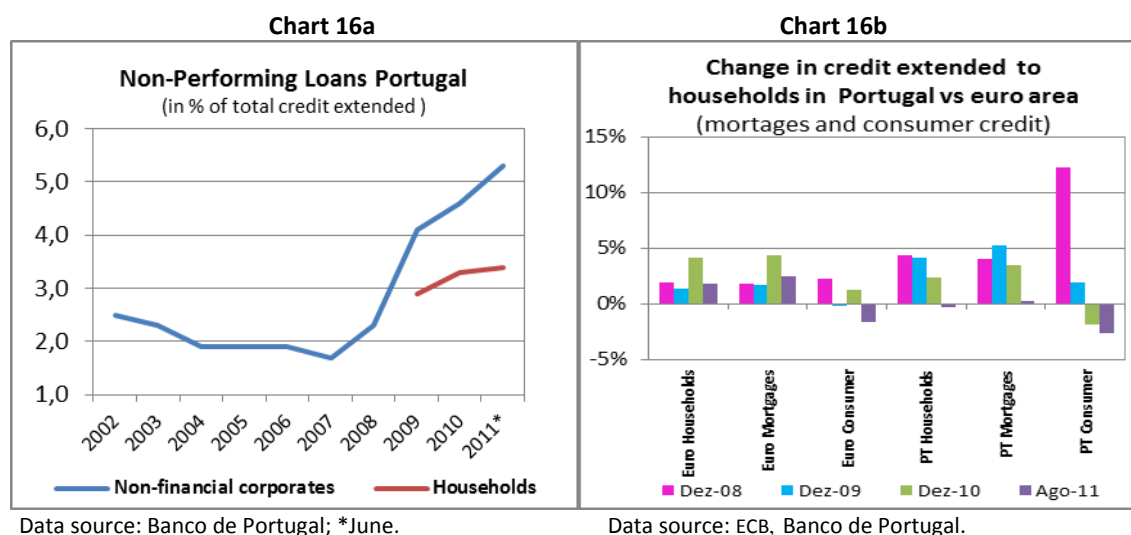 Chart 16a
Non-Performing Loans Portugal
(in % of total credit extended )
6,0
5,0
4,0
3,0
2,0
1,0
2002
2003
2004
2005
2006
2007
2008
2009
2010
2011*
Non-financial corporates
Households
Data source: Banco de Portugal; *June.
Chart 16b
Change in credit extended to
households in Portugal vs euro area
(mortages and consumer credit)
15%
10%
5%
0%
-5%
Euro Households
Euro Mortgages
Euro Consumer
PT Households
PT Mortgages
PT Consumer
Dez-08
Dez-09
Dez-10
Ago-11
Data source: ECB, Banco de Portugal.